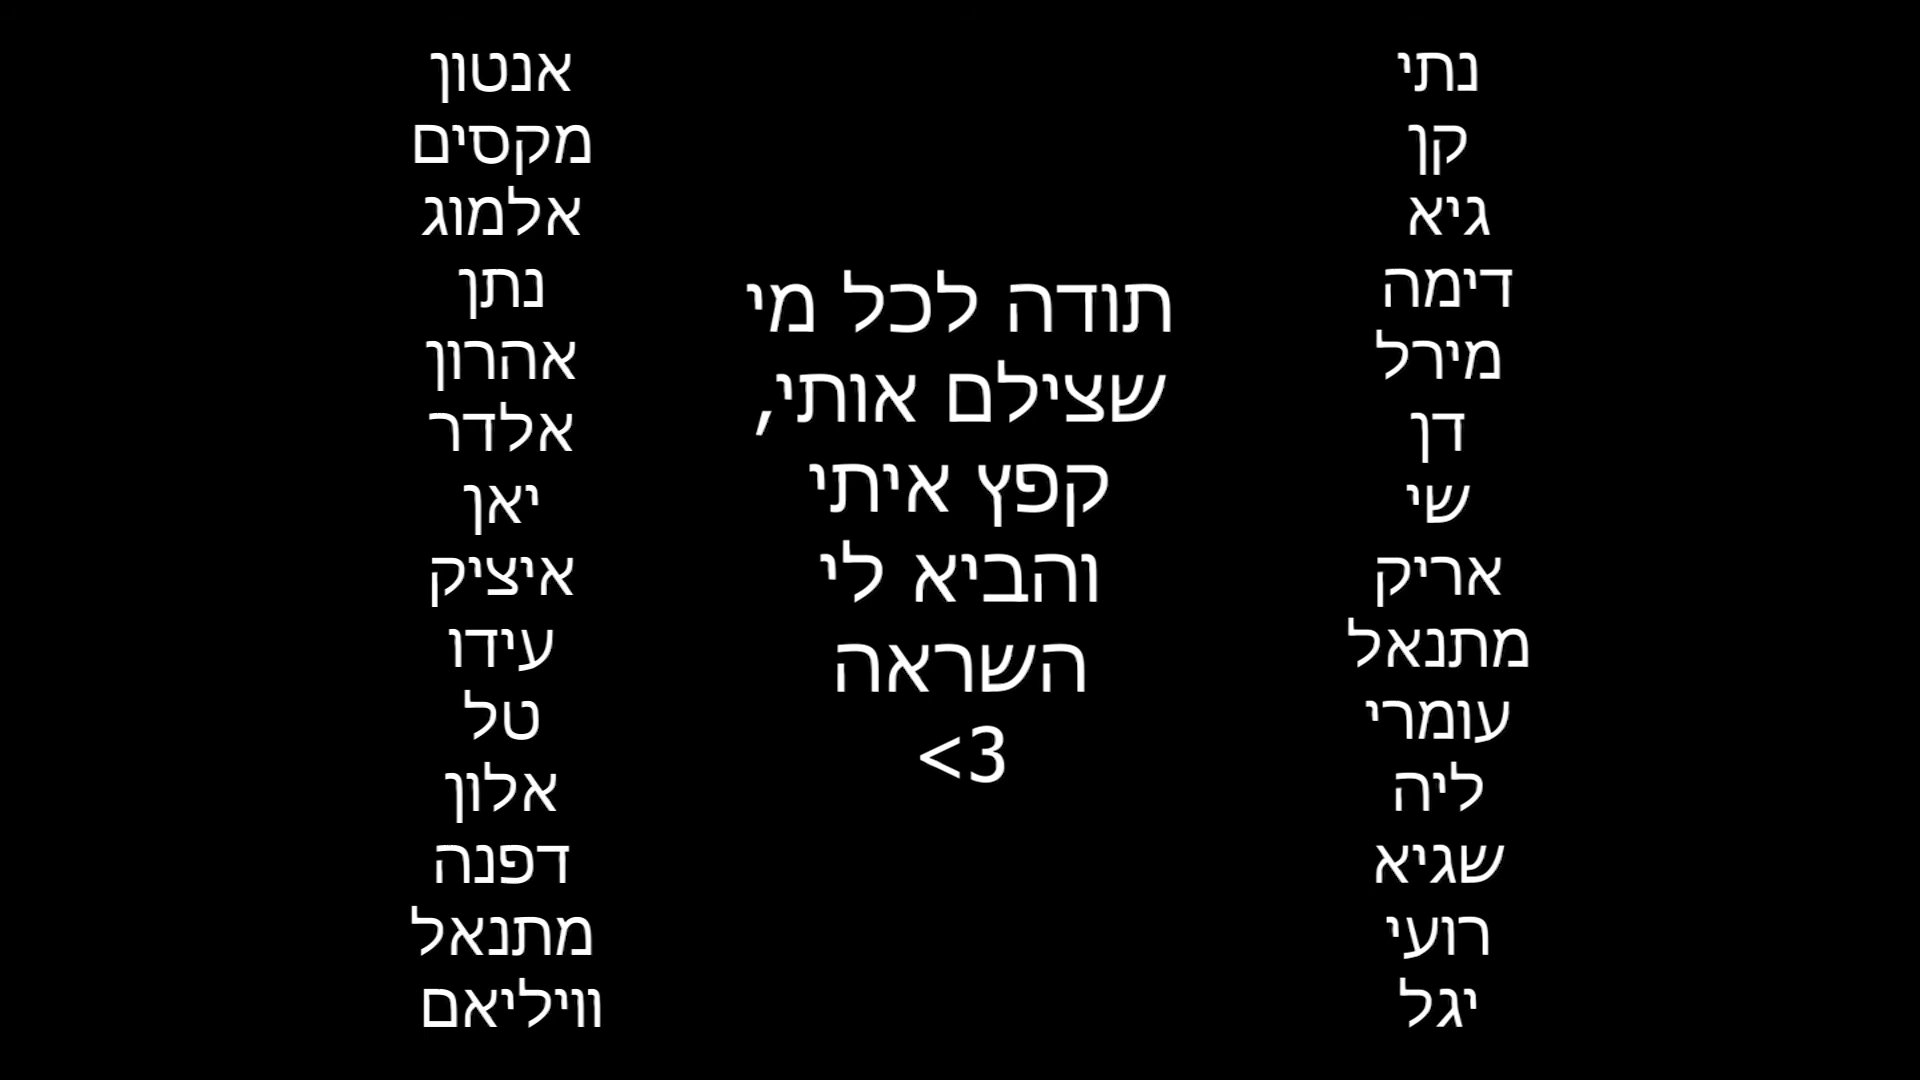 נתי
קן
גיא
דימה
מירל
דן
שי
אריק
מתנאל
עומרי
ליה
שגיא
רועי
יגל
תודה לכל מי
שצילם אותי,
קפץ איתי
והביא לי
השראה
<3
אנטון
מקסים
אלמוג
נתן
אהרון
אלדר
יאן
איציק
עידו
טל
אלון
דפנה
מתנאל
וויליאם